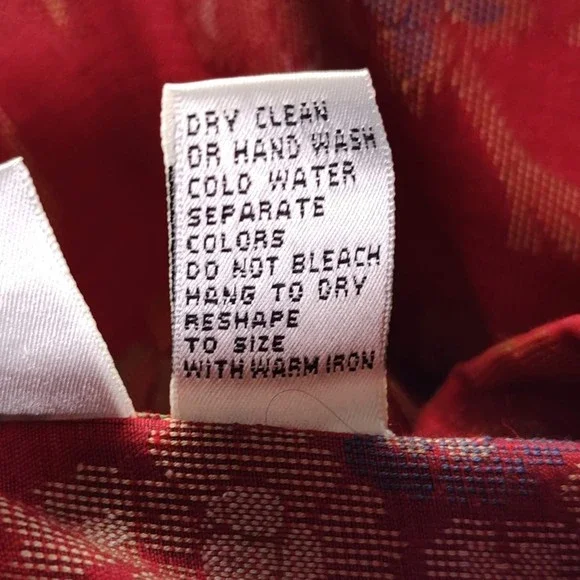 DRY CLEAN
OR HAND WASH
COLD WATER
SEPARATE
COLORS
DO NOT BLEACH
HANG TO DRY
RESHAPE
TO SIZE
WITH WARM IRON